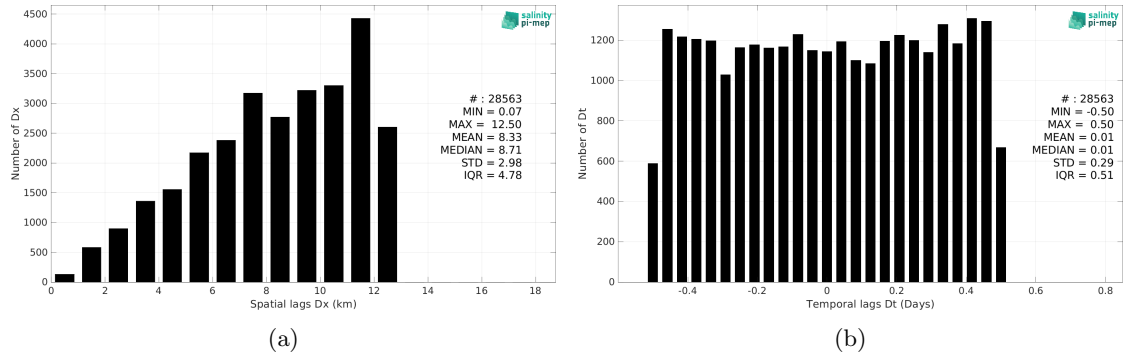 4500
4000
3500
3000
2500
2000
1500
1000
500
0
Number of Dx
0 2 4 6 8 10 12 14 16 18
Spatial lags Dx (km)
salinity
pi-mep
# : 28563
MIN = 0.07
MAX = 12.50
MEAN = 8.33
MEDIAN = 8.71
STD = 2.98
IQR = 4.78
(a)
1200
1000
800
600
400
200
0
Number of Dt
-0.4 -0.2 0 0.2 0.4 0.6 0.8
Temporal lags Dt (Days)
salinity
pi-mep
# : 28563
MIN = -0.50
MAX = 0.50
MEAN = 0.01
MEDIAN = 0.01
STD = 0.29
IQR = 0.51
(b)